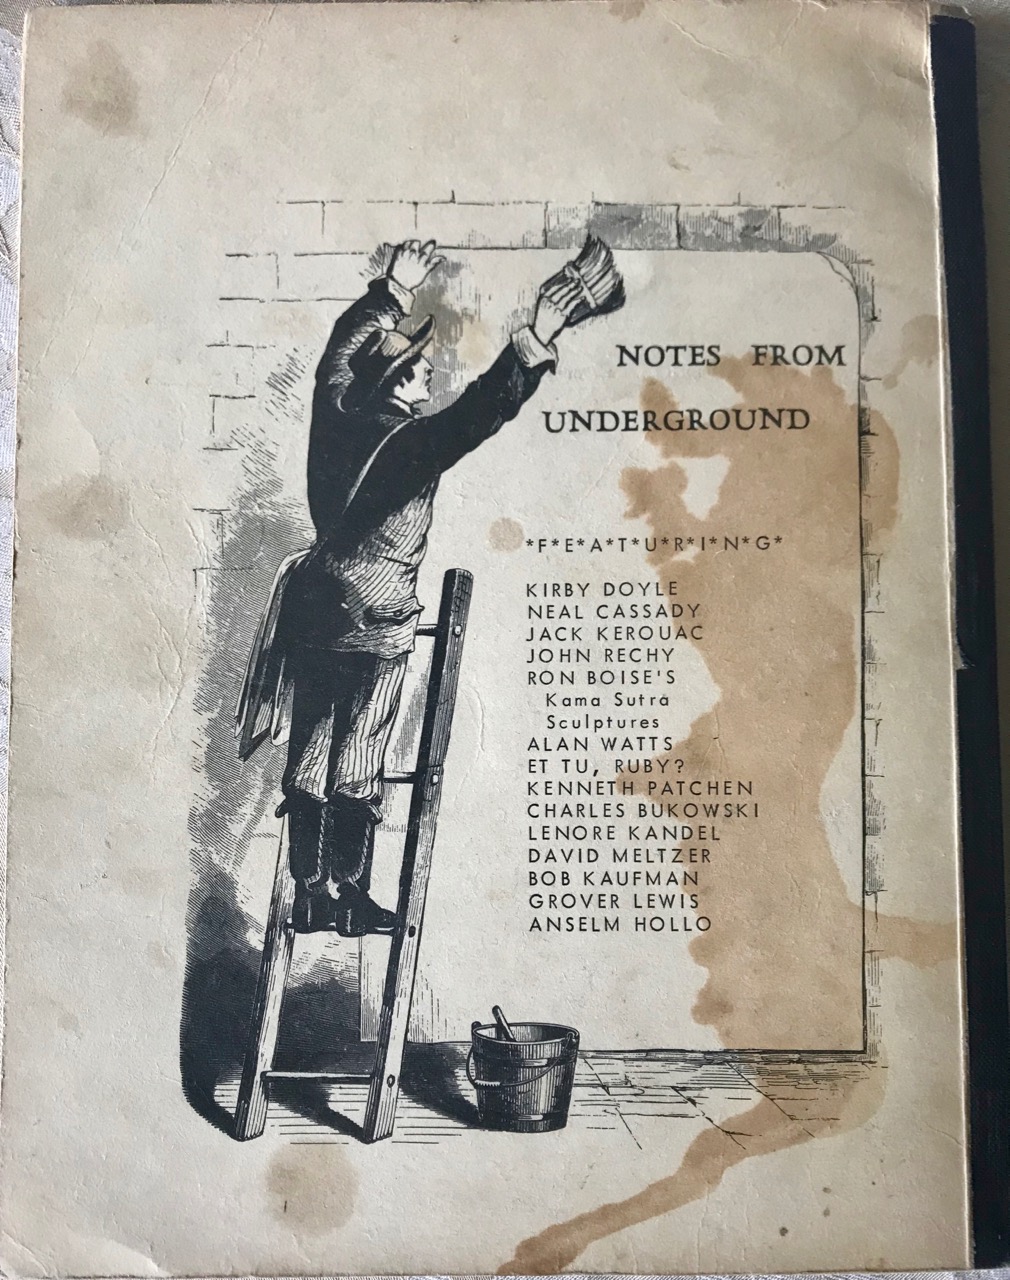 NOTES FROM
UNDERGROUND
*F*E*A*T*U*R*I*N*G*
KIRBY DOYLE
NEAL CASSADY
JACK KEROUAC
JOHN RECHY
RON BOISE'S
Kama Sutra
Sculptures
ALAN WATTS
ET TU, RUBY?
KENNETH PATCHEN
CHARLES BUKOWSKI
LENORE KANDEL
DAVID MELTZER
BOB KAUFMAN
GROVER LEWIS
ANSELM HOLLO